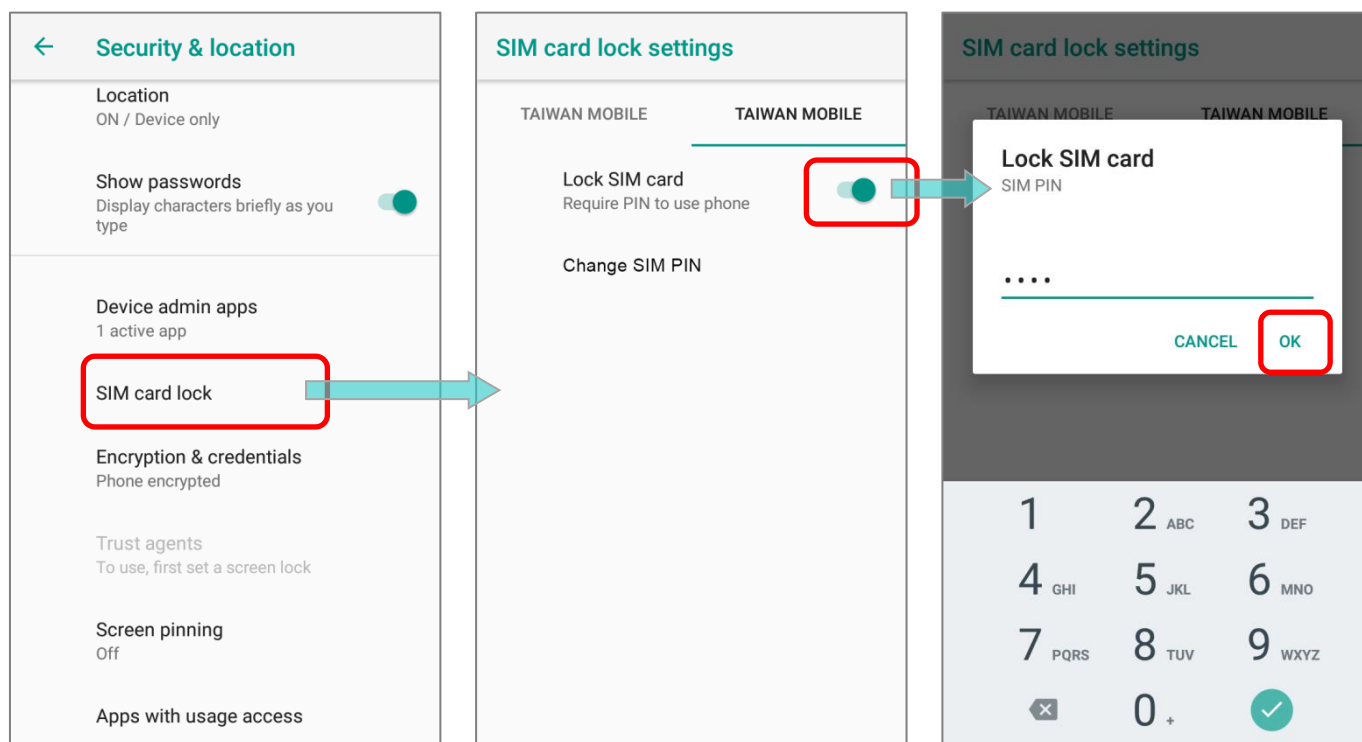 Security & location
Location
ON / Device only
Show passwords
Display characters briefly as you
type
Device admin apps
1 active app
SIM card lock
Encryption & credentials
Phone encrypted
Trust agents
To use, first set a screen lock
Screen pinning
Off
Apps with usage access
SIM card lock settings
TAIWAN MOBILE TAIWAN MOBILE
Lock SIM card
Require PIN to use phone
Change SIM PIN
SIM card lock settings
TAIWAN MOBILE TAIWAN MOBILE
Lock SIM card
SIM PIN
....
CANCEL OK
1 2 ABC 3 DEF
4 GHI 5 JKL 6 MNO
7 PQRS 8 TUV 9 WXYZ
0 +